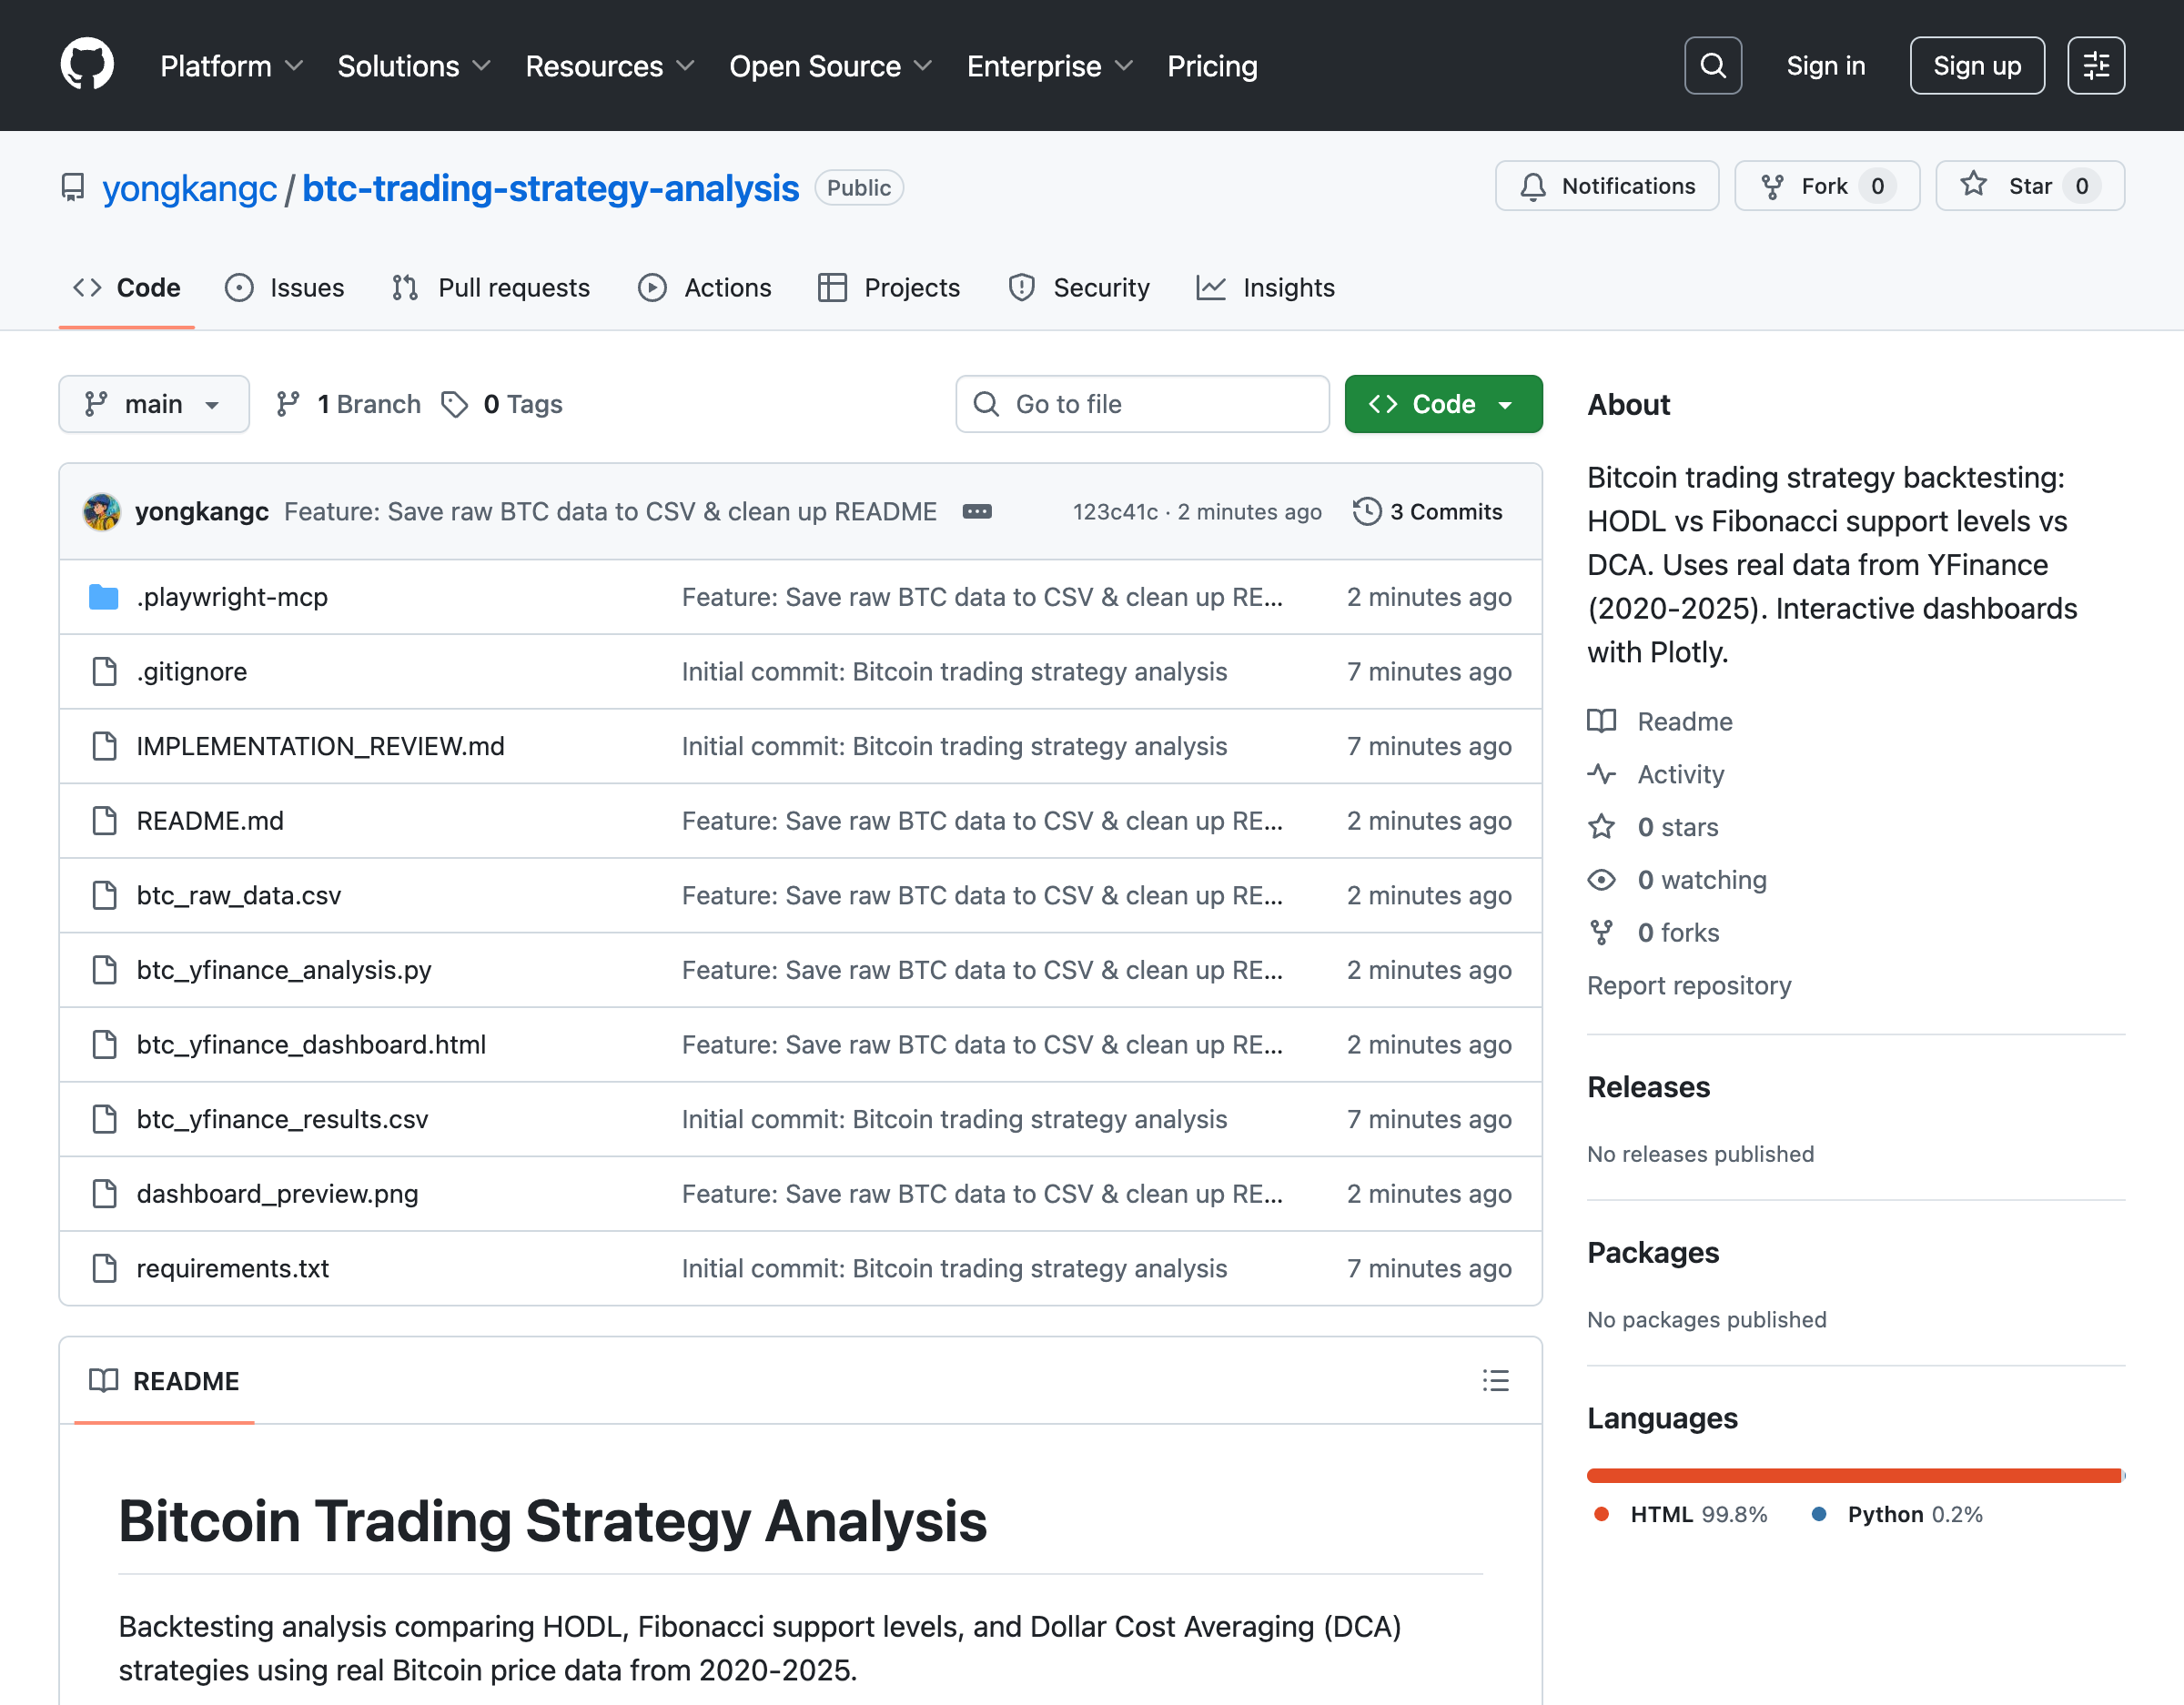 Platform Solutions Resources Open Source Enterprise Pricing Sign in Sign up
yongkangc / btc-trading-strategy-analysis Public Notifications Fork 0 Star 0
Code Issues Pull requests Actions Projects Security Insights
main 1 Branch 0 Tags Go to file Code
yongkangc Feature: Save raw BTC data to CSV & clean up README 123c41c · 2 minutes ago 3 Commits
.playwright-mcp Feature: Save raw BTC data to CSV & clean up RE... 2 minutes ago
.gitignore Initial commit: Bitcoin trading strategy analysis 7 minutes ago
IMPLEMENTATION_REVIEW.md Initial commit: Bitcoin trading strategy analysis 7 minutes ago
README.md Feature: Save raw BTC data to CSV & clean up RE... 2 minutes ago
btc_raw_data.csv Feature: Save raw BTC data to CSV & clean up RE... 2 minutes ago
btc_yfinance_analysis.py Feature: Save raw BTC data to CSV & clean up RE... 2 minutes ago
btc_yfinance_dashboard.html Feature: Save raw BTC data to CSV & clean up RE... 2 minutes ago
btc_yfinance_results.csv Initial commit: Bitcoin trading strategy analysis 7 minutes ago
dashboard_preview.png Feature: Save raw BTC data to CSV & clean up RE... 2 minutes ago
requirements.txt Initial commit: Bitcoin trading strategy analysis 7 minutes ago
README
Bitcoin Trading Strategy Analysis
Backtesting analysis comparing HODL, Fibonacci support levels, and Dollar Cost Averaging (DCA)
strategies using real Bitcoin price data from 2020-2025.
About
Bitcoin trading strategy backtesting:
HODL vs Fibonacci support levels vs
DCA. Uses real data from YFinance
(2020-2025). Interactive dashboards
with Plotly.
Readme
Activity
0 stars
0 watching
0 forks
Report repository
Releases
No releases published
Packages
No packages published
Languages
HTML 99.8% Python 0.2%